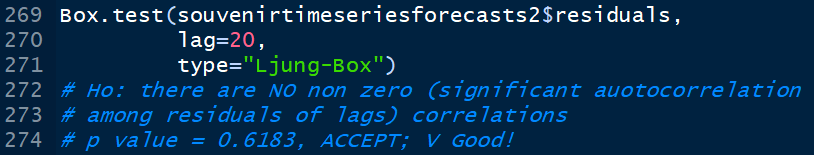 269 Box.test(souvenirtimeseriesforecasts2$residuals,
270 lag=20,
271 type="Ljung-Box")
272 # Ho: there are NO non zero (significant auotocorrelation
273 # among residuals of lags) correlations
274 # p value = 0.6183, ACCEPT; V Good!